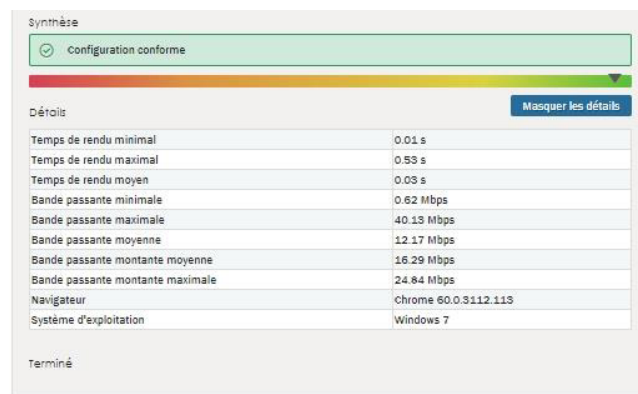 Synthèse
Configuration conforme
Détails
Masquer les détails
Temps de rendu minimal 0.01 s
Temps de rendu maximal 0.53 s
Temps de rendu moyen 0.03 s
Bande passante minimale 0.62 Mbps
Bande passante maximale 40.13 Mbps
Bande passante moyenne 12.17 Mbps
Bande passante montante moyenne 16.29 Mbps
Bande passante montante maximale 24.84 Mbps
Navigateur Chrome 60.0.3112.113
Système d'exploitation Windows 7
Terminé